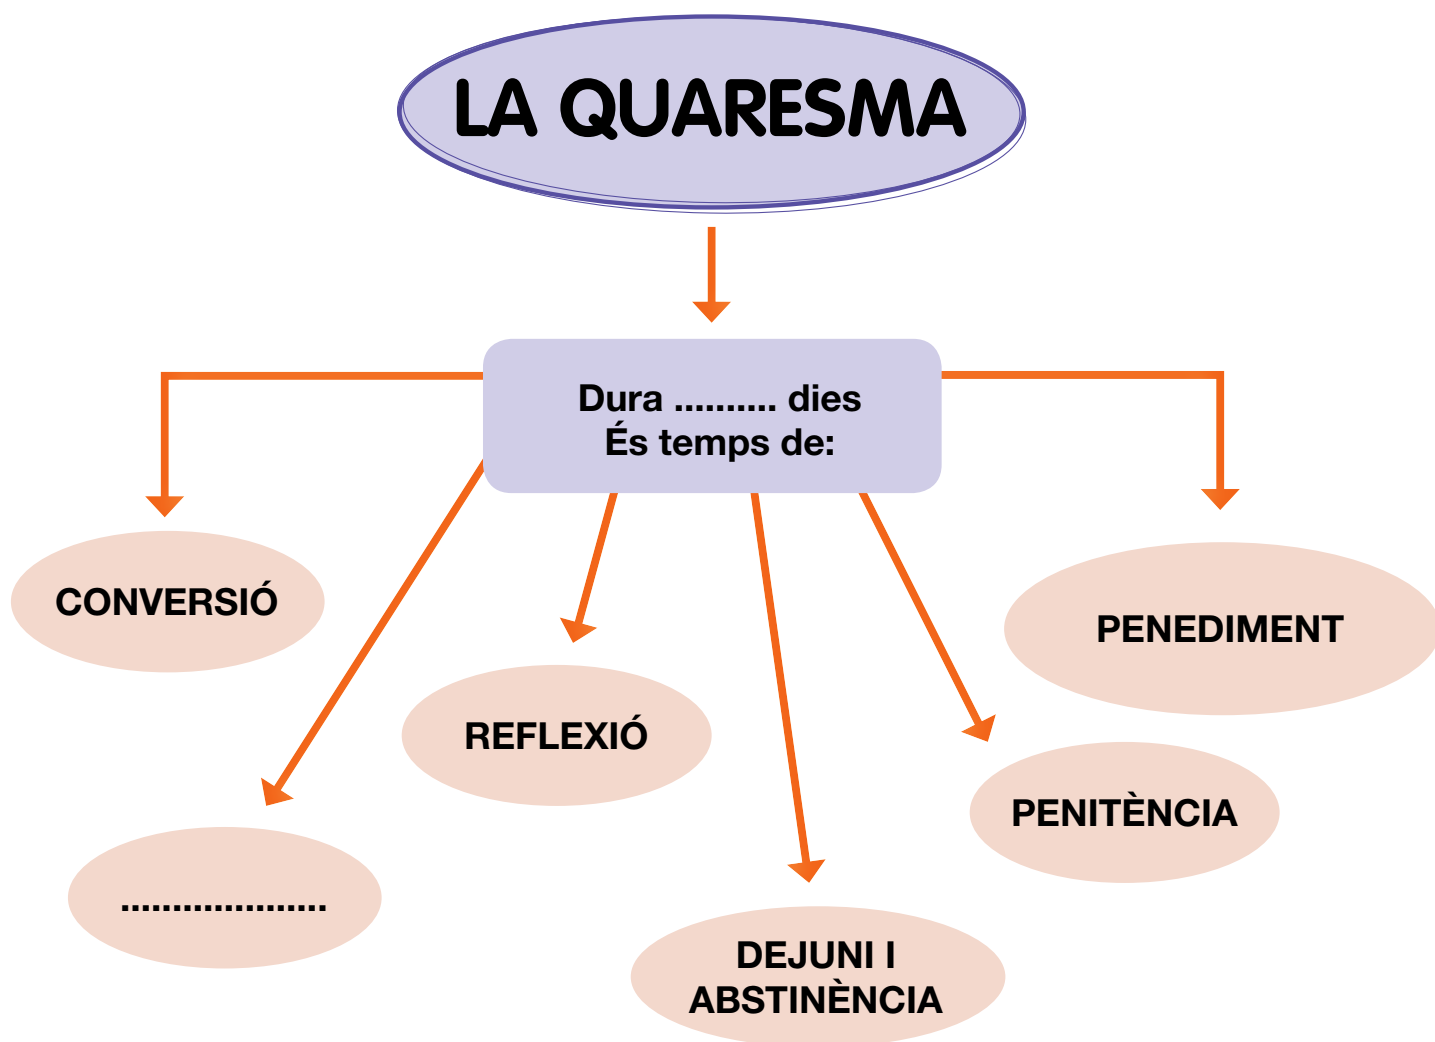 LA QUARESMA
Dura .......... dies
És temps de:
CONVERSIÓ
PENEDIMENT
REFLEXIÓ
PENITÈNCIA
....................
DEJUNI I
ABSTINÈNCIA